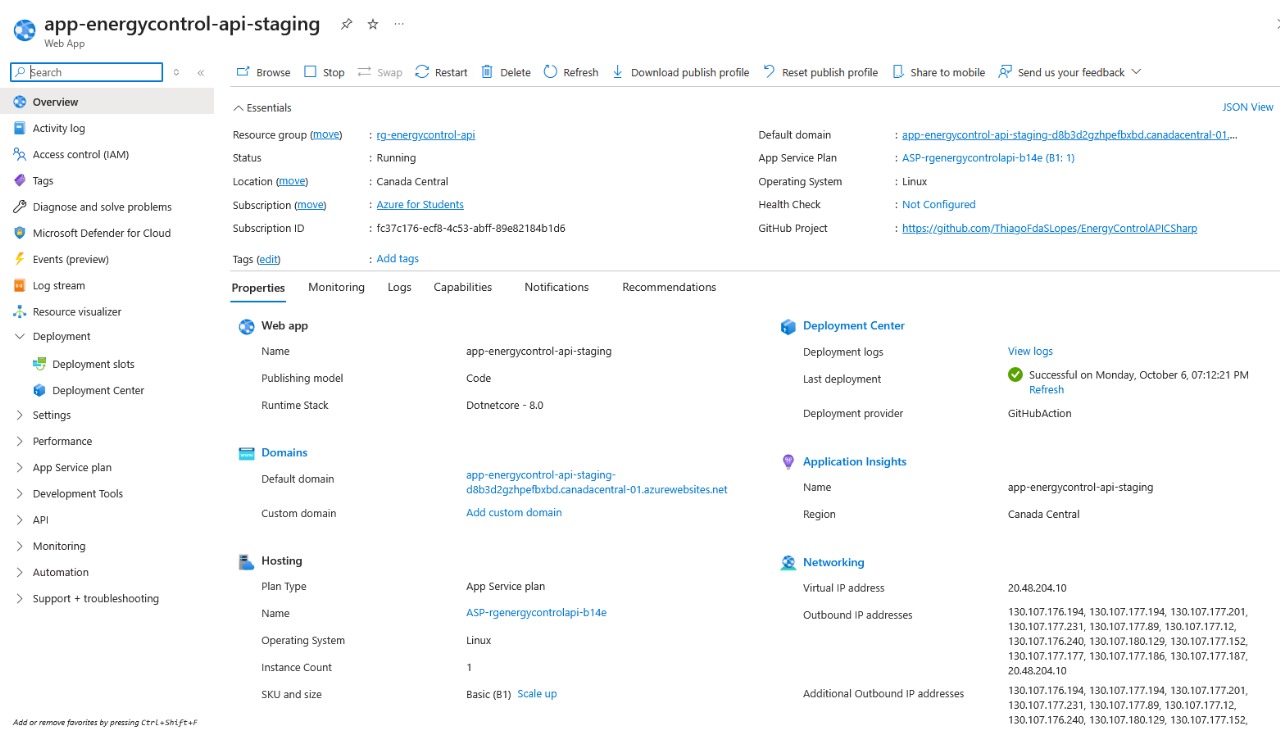 app-energycontrol-api-staging
Web App
Search
Browse Stop Swap Restart Delete Refresh Download publish profile Reset publish profile Share to mobile Send us your feedback
Overview
Activity log
Access control (IAM)
Tags
Diagnose and solve problems
Microsoft Defender for Cloud
Events (preview)
Log stream
Resource visualizer
Deployment
Deployment slots
Deployment Center
Settings
Performance
App Service plan
Development Tools
API
Monitoring
Automation
Support + troubleshooting
Add or remove favorites by pressing Ctrl+Shift+F
Essentials
JSON View
Resource group (move) : rg-energycontrol-api
Status : Running
Location (move) : Canada Central
Subscription (move) : Azure for Students
Subscription ID : fc37c176-ecf8-4c53-abff-89e82184b1d6
Tags (edit) : Add tags
Default domain : app-energycontrol-api-staging-d8b3d2gzhpefbxbd.canadacentral-01....
App Service Plan : ASP-rgenergycontrolapi-b14e (B1: 1)
Operating System : Linux
Health Check : Not Configured
GitHub Project : https://github.com/ThiagoFdaSLopes/EnergyControlAPICSharp
Properties Monitoring Logs Capabilities Notifications Recommendations
Web app
Name app-energycontrol-api-staging
Publishing model Code
Runtime Stack Dotnetcore - 8.0
Domains
Default domain app-energycontrol-api-staging-
d8b3d2gzhpefbxbd.canadacentral-01.azurewebsites.net
Custom domain Add custom domain
Hosting
Plan Type App Service plan
Name ASP-rgenergycontrolapi-b14e
Operating System Linux
Instance Count 1
SKU and size Basic (B1) Scale up
Deployment Center
Deployment logs View logs
Last deployment Successful on Monday, October 6, 07:12:21 PM
Refresh
Deployment provider GitHubAction
Application Insights
Name app-energycontrol-api-staging
Region Canada Central
Networking
Virtual IP address 20.48.204.10
Outbound IP addresses 130.107.176.194, 130.107.177.194, 130.107.177.201,
130.107.177.231, 130.107.177.89, 130.107.177.12,
130.107.176.240, 130.107.180.129, 130.107.177.152,
130.107.177.177, 130.107.177.186, 130.107.177.187,
20.48.204.10
Additional Outbound IP addresses 130.107.176.194, 130.107.177.194, 130.107.177.201,
130.107.177.231, 130.107.177.89, 130.107.177.12,
130.107.176.240, 130.107.180.129, 130.107.177.152,